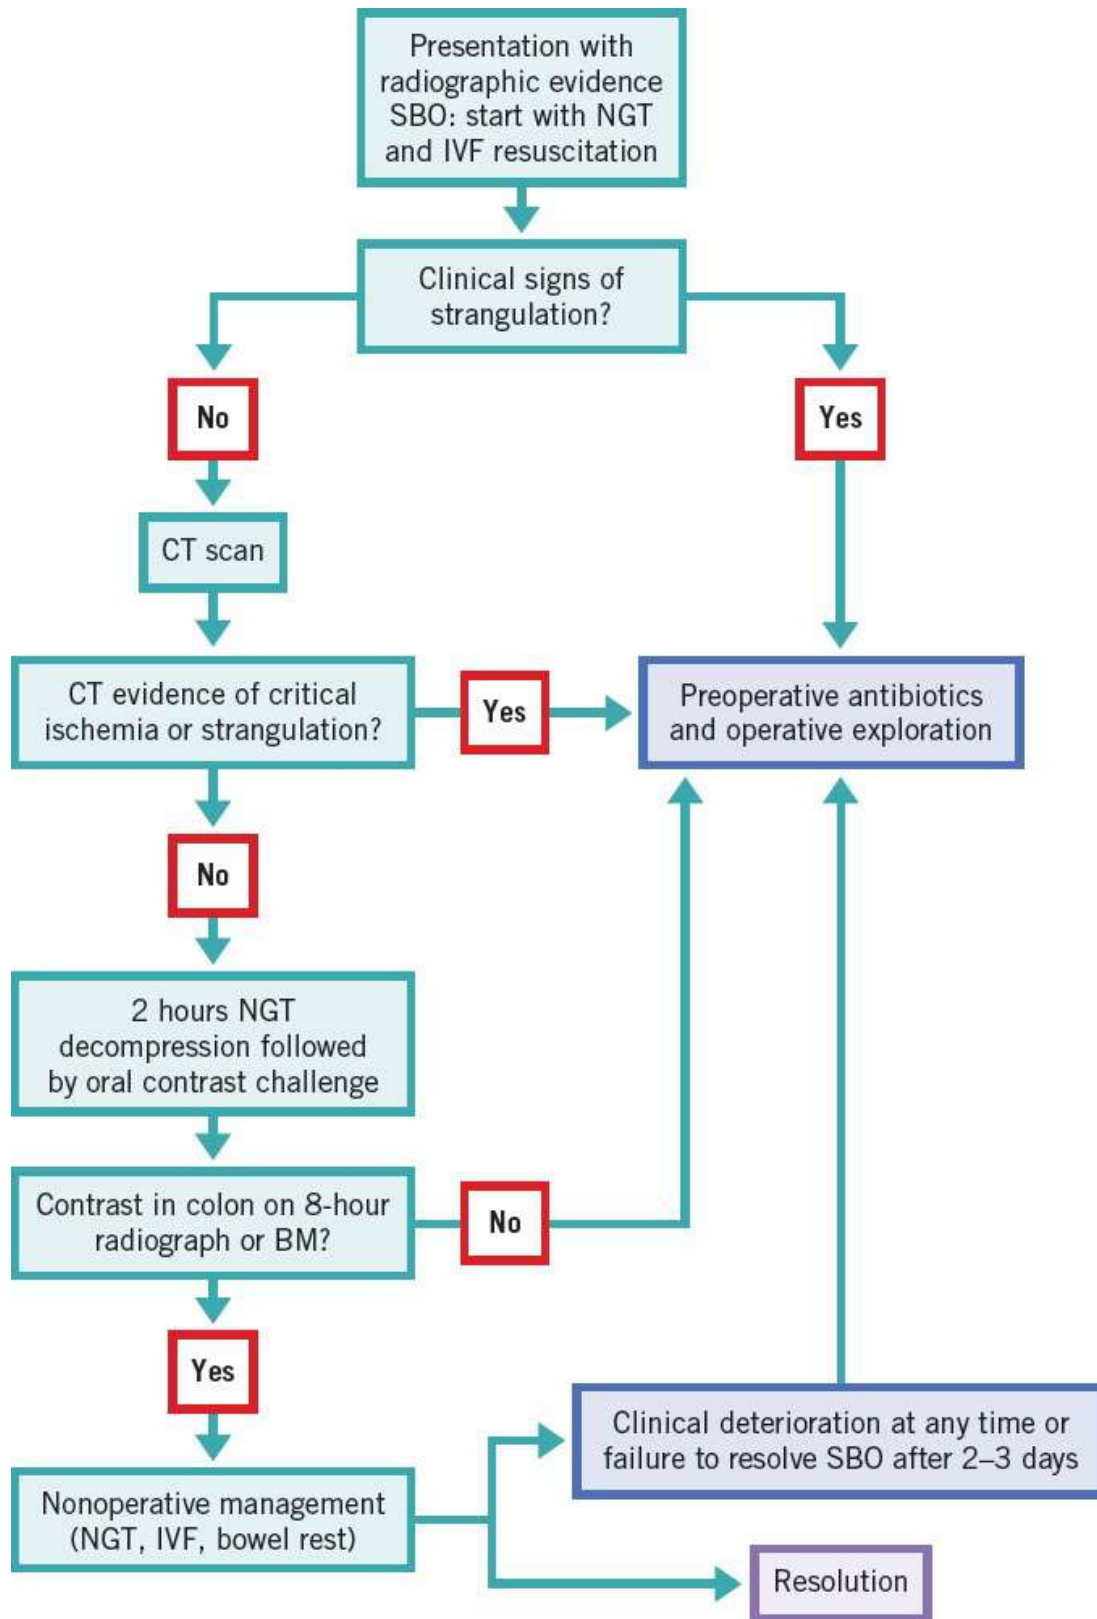 Presentation with
radiographic evidence
SBO: start with NGT
and IVF resuscitation
Clinical signs of
strangulation?
No
Yes
CT scan
CT evidence of critical
ischemia or strangulation?
Yes
Preoperative antibiotics
and operative exploration
No
2 hours NGT
decompression followed
by oral contrast challenge
Contrast in colon on 8-hour
radiograph or BM?
No
Yes
Clinical deterioration at any time or
failure to resolve SBO after 2–3 days
Nonoperative management
(NGT, IVF, bowel rest)
Resolution